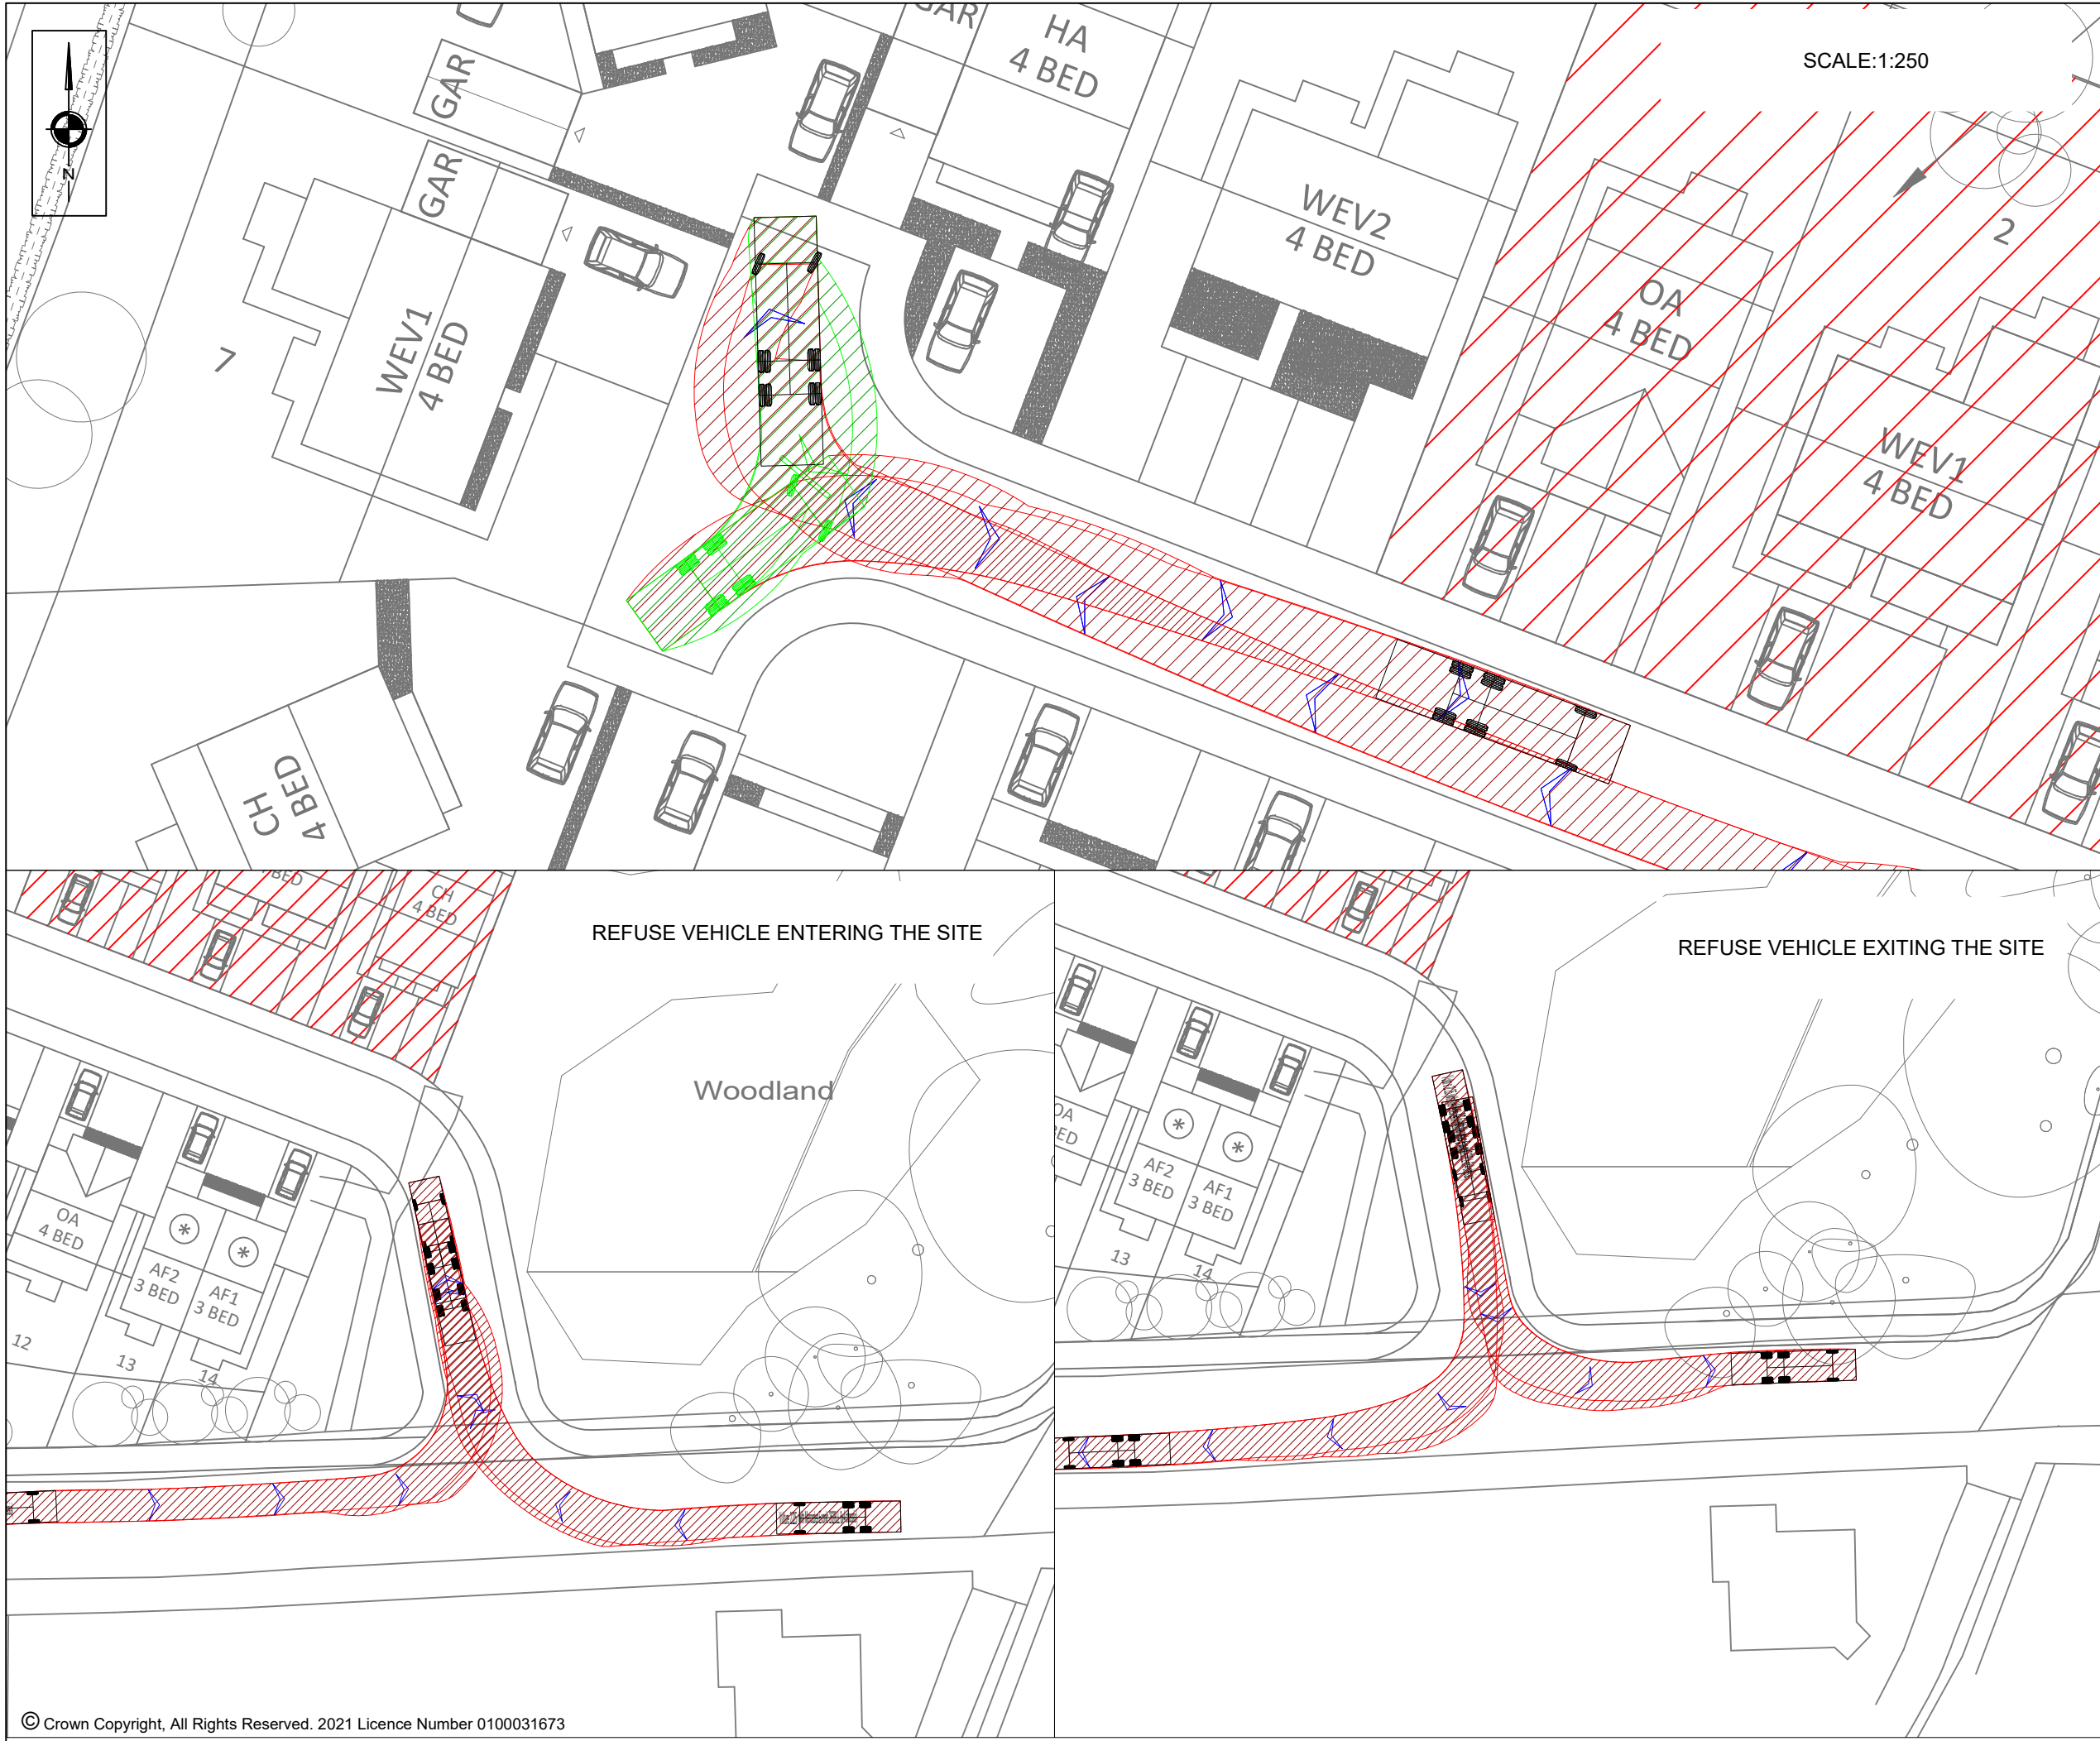 GAR
HA
4 BED
SCALE:1:250
GAR
N
GAR
WEV2
4 BED
2
OA
4 BED
7
WEV1
4 BED
WEV1
4 BED
CH
4 BED
BED
CH
4 BED
REFUSE VEHICLE ENTERING THE SITE
REFUSE VEHICLE EXITING THE SITE
Woodland
OA
4 BED
AF2
3 BED
AF1
3 BED
12
13
14
AF2
3 BED
AF1
3 BED
13
14
© Crown Copyright, All Rights Reserved. 2021 Licence Number 0100031673